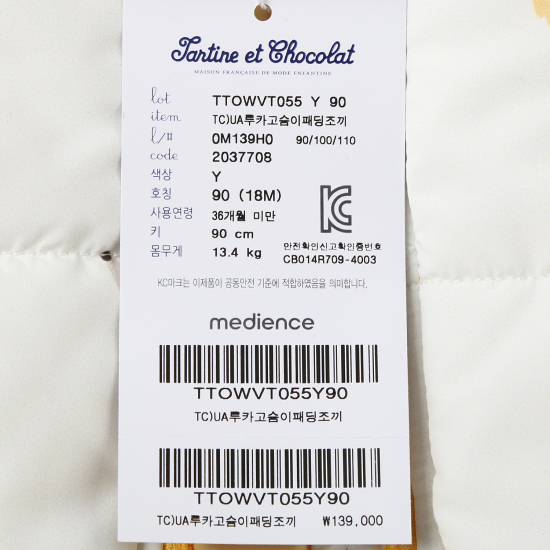 Tartine et Chocolat
MAISON FRANÇAISE DE MODE ENFANTINE
lot TTOWVT055 Y 90
item TC)UA루카고슴이패딩조끼
l/# 0M139H0 90/100/110
code 2037708
색상 Y
호칭 90 (18M)
사용연령 36개월 미만
키 90 cm
몸무게 13.4 kg
안전확인신고확인증번호
CB014R709-4003
KC마크는 이제품이 공통안전 기준에 적합하였음을 의미합니다.
medience
TTOWVT055Y90
TC)UA루카고슴이패딩조끼
TTOWVT055Y90
TC)UA루카고슴이패딩조끼 ₩139,000